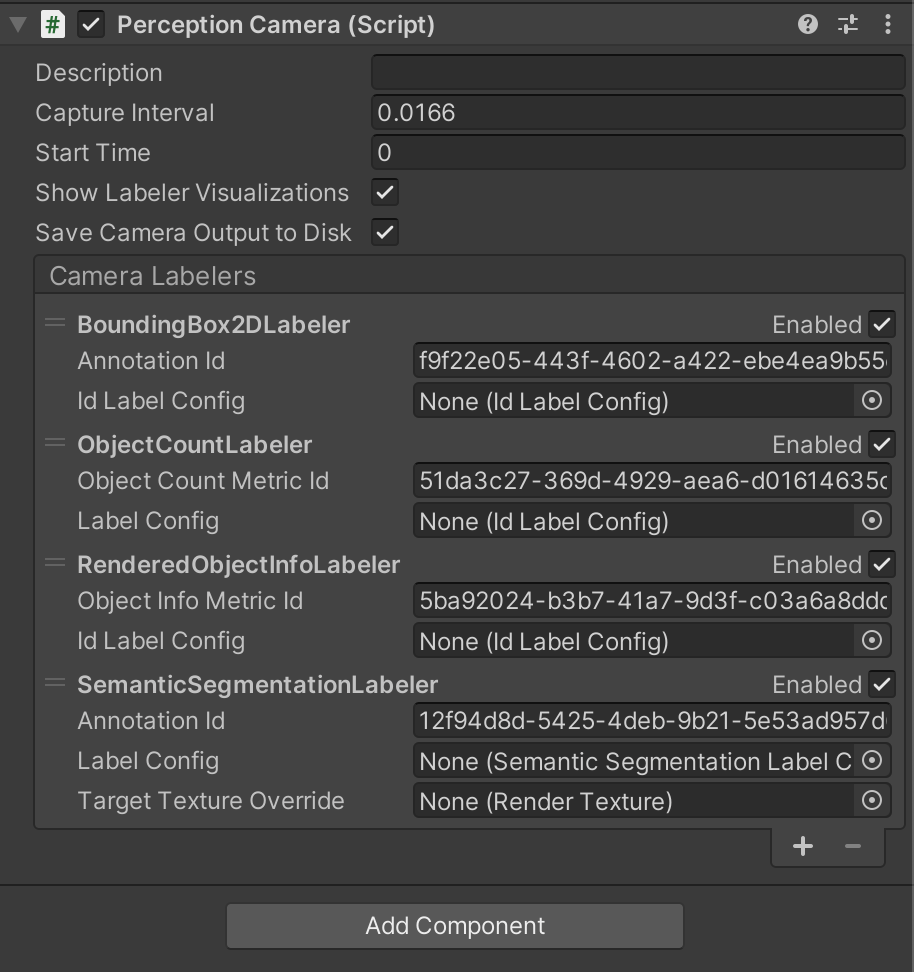 # Perception Camera (Script)
Description
Capture Interval 0.0166
Start Time 0
Show Labeler Visualizations
Save Camera Output to Disk
Camera Labelers
BoundingBox2DLabeler Enabled
Annotation Id f9f22e05-443f-4602-a422-ebe4ea9b55
Id Label Config None (Id Label Config)
ObjectCountLabeler Enabled
Object Count Metric Id 51da3c27-369d-4929-aea6-d01614635
Label Config None (Id Label Config)
RenderedObjectInfoLabeler Enabled
Object Info Metric Id 5ba92024-b3b7-41a7-9d3f-c03a6a8dd
Id Label Config None (Id Label Config)
SemanticSegmentationLabeler Enabled
Annotation Id 12f94d8d-5425-4deb-9b21-5e53ad957d
Label Config None (Semantic Segmentation Label C
Target Texture Override None (Render Texture)
Add Component